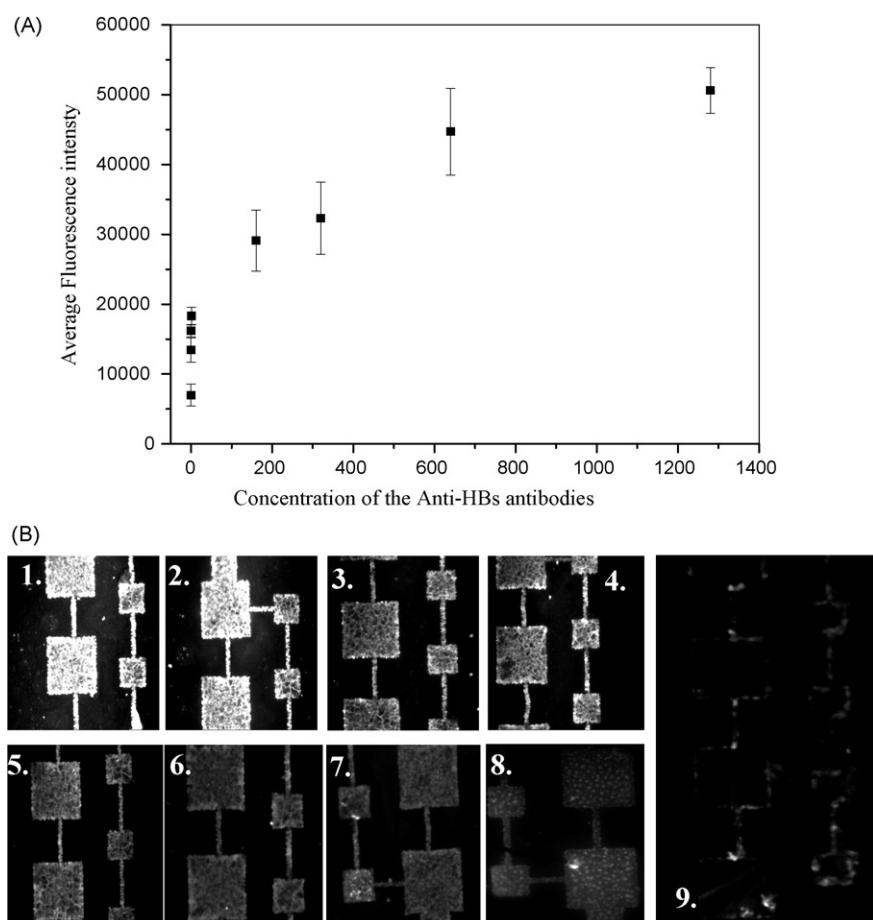 (A)
60000
50000
40000
30000
20000
10000
0
Average Fluorescence intensty
0 200 400 600 800 1000 1200 1400
Concentration of the Anti-HBs antibodies
(B)
1. 2. 3. 4.
5. 6. 7. 8.
9.